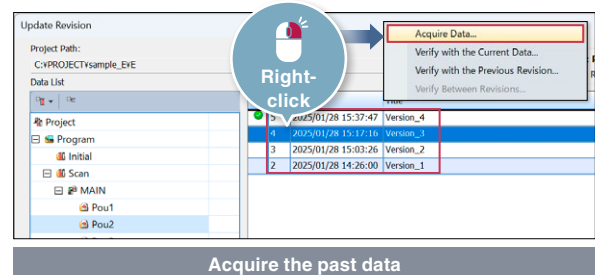 Update Revision
Project Path:
C:¥PROJECT¥sample_E¥E
Data List
Project
Program
Initial
Scan
MAIN
Pou1
Pou2
Right-
click
Acquire Data...
Verify with the Current Data...
Verify with the Previous Revision...
Verify Between Revisions...
5 2025/01/28 15:37:47 Version_4
4 2025/01/28 15:17:16 Version_3
3 2025/01/28 15:03:26 Version_2
2 2025/01/28 14:26:00 Version_1
Acquire the past data